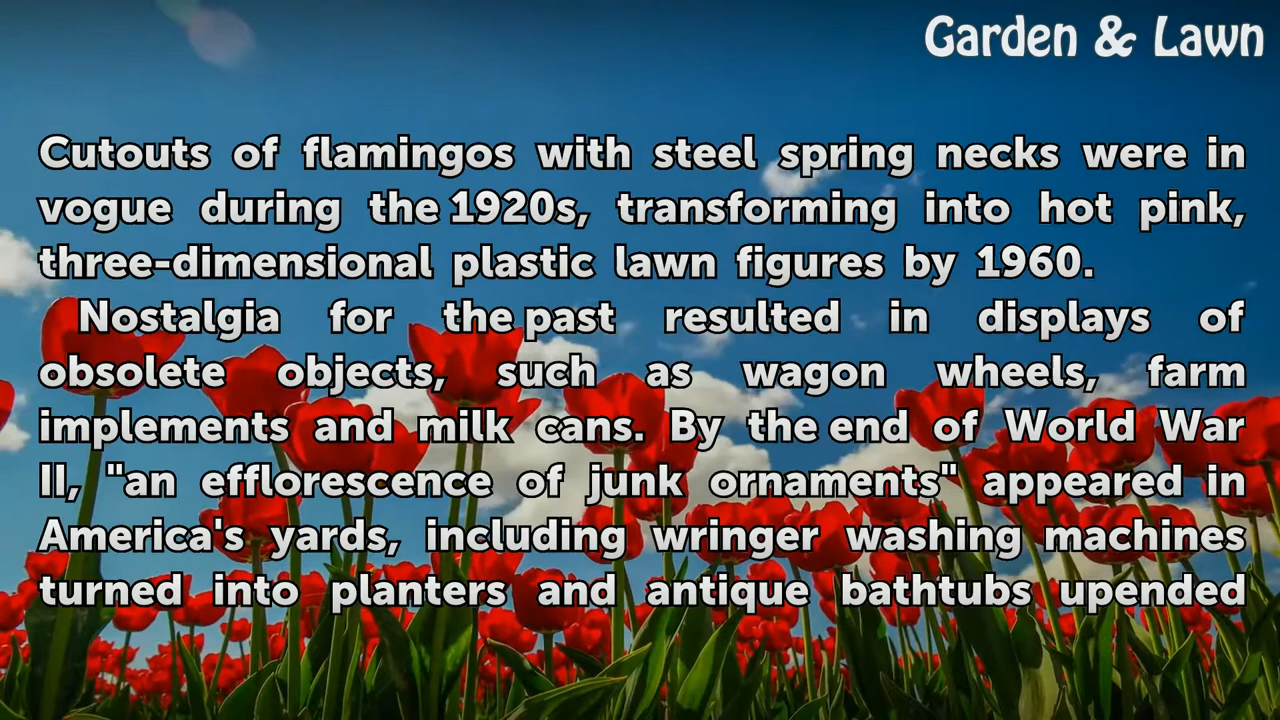 Garden & Lawn
Cutouts of flamingos with steel spring necks were in
vogue during the 1920s, transforming into hot pink,
three-dimensional plastic lawn figures by 1960.
Nostalgia for the past resulted in displays of
obsolete objects, such as wagon wheels, farm
implements and milk cans. By the end of World War
II, "an efflorescence of junk ornaments" appeared in
America's yards, including wringer washing machines
turned into planters and antique bathtubs upended